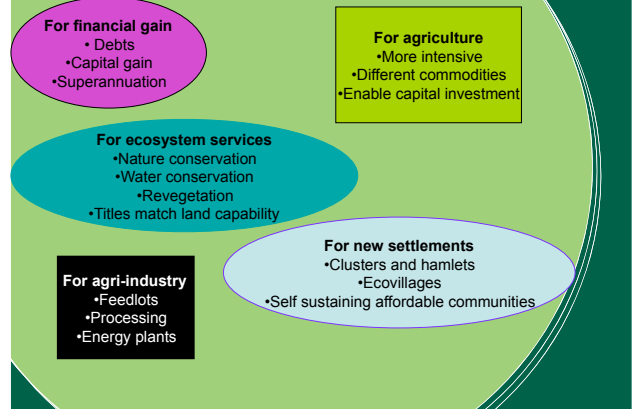 For financial gain
• Debts
•Capital gain
•Superannuation
For agriculture
•More intensive
•Different commodities
•Enable capital investment
For ecosystem services
•Nature conservation
•Water conservation
•Revegetation
•Titles match land capability
For new settlements
•Clusters and hamlets
•Ecovillages
•Self sustaining affordable communities
For agri-industry
•Feedlots
•Processing
•Energy plants